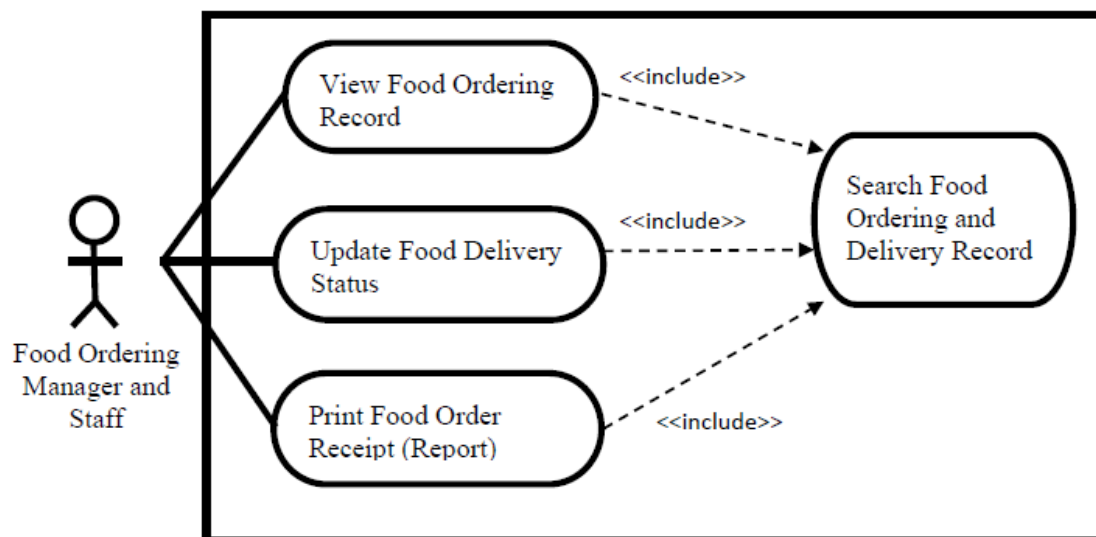 View Food Ordering
Record
<<include>>
Search Food
Ordering and
Delivery Record
<<include>>
Update Food Delivery
Status
Food Ordering
Manager and
Staff
Print Food Order
Receipt (Report)
<<include>>